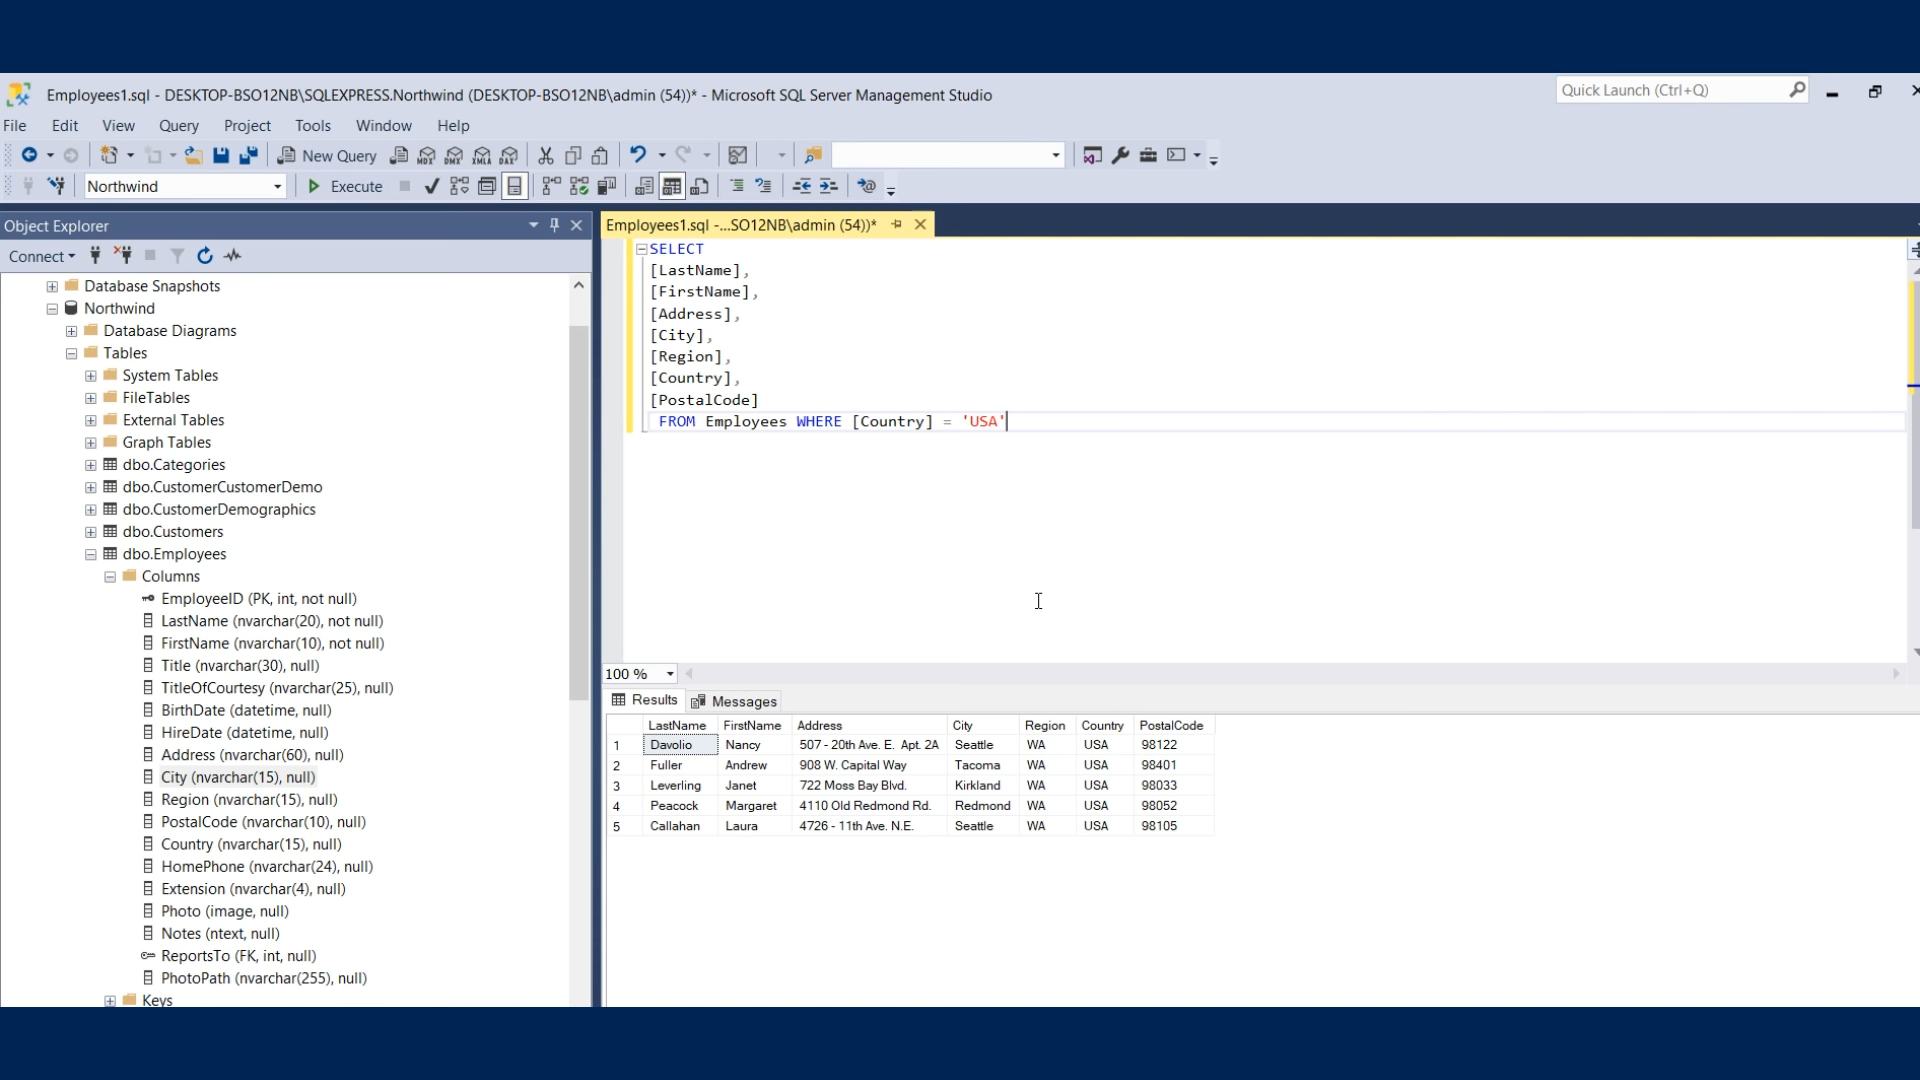 Employees1.sql - DESKTOP-BSO12NB\SQLEXPRESS.Northwind (DESKTOP-BSO12NB\admin (54))* - Microsoft SQL Server Management Studio
Quick Launch (Ctrl+Q)
File Edit View Query Project Tools Window Help
New Query MDX DMX XMLA DAX
Northwind Execute
Object Explorer
Connect
Database Snapshots
Northwind
Database Diagrams
Tables
System Tables
FileTables
External Tables
Graph Tables
dbo.Categories
dbo.CustomerCustomerDemo
dbo.CustomerDemographics
dbo.Customers
dbo.Employees
Columns
EmployeeID (PK, int, not null)
LastName (nvarchar(20), not null)
FirstName (nvarchar(10), not null)
Title (nvarchar(30), null)
TitleOfCourtesy (nvarchar(25), null)
BirthDate (datetime, null)
HireDate (datetime, null)
Address (nvarchar(60), null)
City (nvarchar(15), null)
Region (nvarchar(15), null)
PostalCode (nvarchar(10), null)
Country (nvarchar(15), null)
HomePhone (nvarchar(24), null)
Extension (nvarchar(4), null)
Photo (image, null)
Notes (ntext, null)
ReportsTo (FK, int, null)
PhotoPath (nvarchar(255), null)
Keys
Employees1.sql -...SO12NB\admin (54))*
SELECT
[LastName],
[FirstName],
[Address],
[City],
[Region],
[Country],
[PostalCode]
FROM Employees WHERE [Country] = 'USA'
100 %
Results Messages
LastName FirstName Address City Region Country PostalCode
1 Davolio Nancy 507 - 20th Ave. E. Apt. 2A Seattle WA USA 98122
2 Fuller Andrew 908 W. Capital Way Tacoma WA USA 98401
3 Leverling Janet 722 Moss Bay Blvd. Kirkland WA USA 98033
4 Peacock Margaret 4110 Old Redmond Rd. Redmond WA USA 98052
5 Callahan Laura 4726 - 11th Ave. N.E. Seattle WA USA 98105